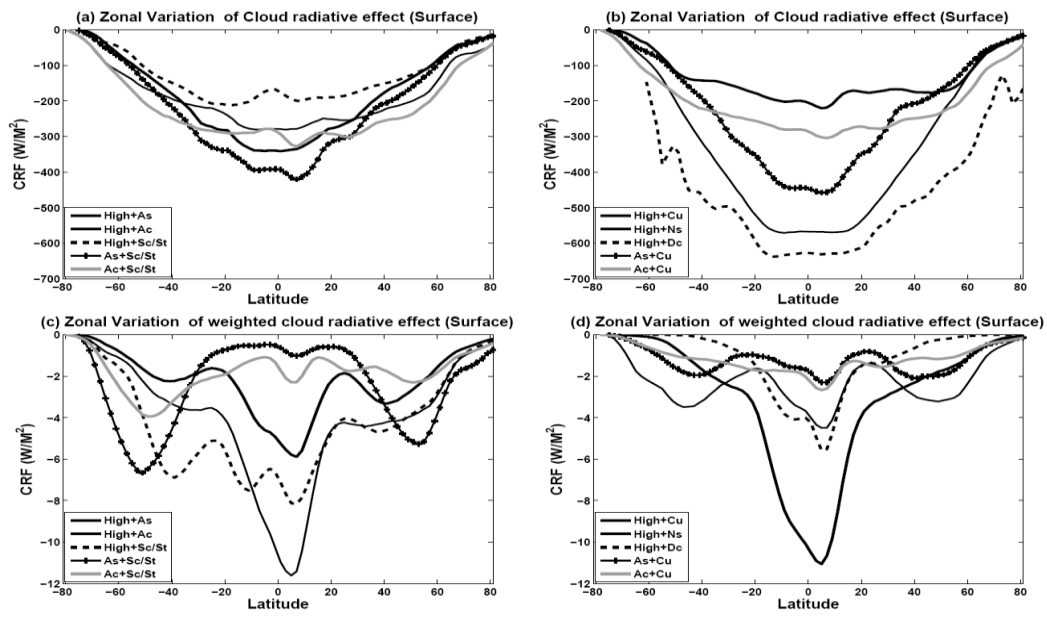 (a) Zonal Variation of Cloud radiative effect (Surface)
CRF (W/M²)
0
−100
−200
−300
−400
−500
−600
−700
High+As
High+Ac
High+Sc/St
As+Sc/St
Ac+Sc/St
−80 −60 −40 −20 0 20 40 60 80
Latitude
(b) Zonal Variation of Cloud radiative effect (Surface)
CRF (W/M²)
0
−100
−200
−300
−400
−500
−600
−700
High+Cu
High+Ns
High+Dc
As+Cu
Ac+Cu
−80 −60 −40 −20 0 20 40 60 80
Latitude
(c) Zonal Variation of weighted cloud radiative effect (Surface)
CRF (W/M²)
0
−2
−4
−6
−8
−10
−12
High+As
High+Ac
High+Sc/St
As+Sc/St
Ac+Sc/St
−80 −60 −40 −20 0 20 40 60 80
Latitude
(d) Zonal Variation of weighted cloud radiative effect (Surface)
CRF (W/M²)
0
−2
−4
−6
−8
−10
−12
High+Cu
High+Ns
High+Dc
As+Cu
Ac+Cu
−80 −60 −40 −20 0 20 40 60 80
Latitude